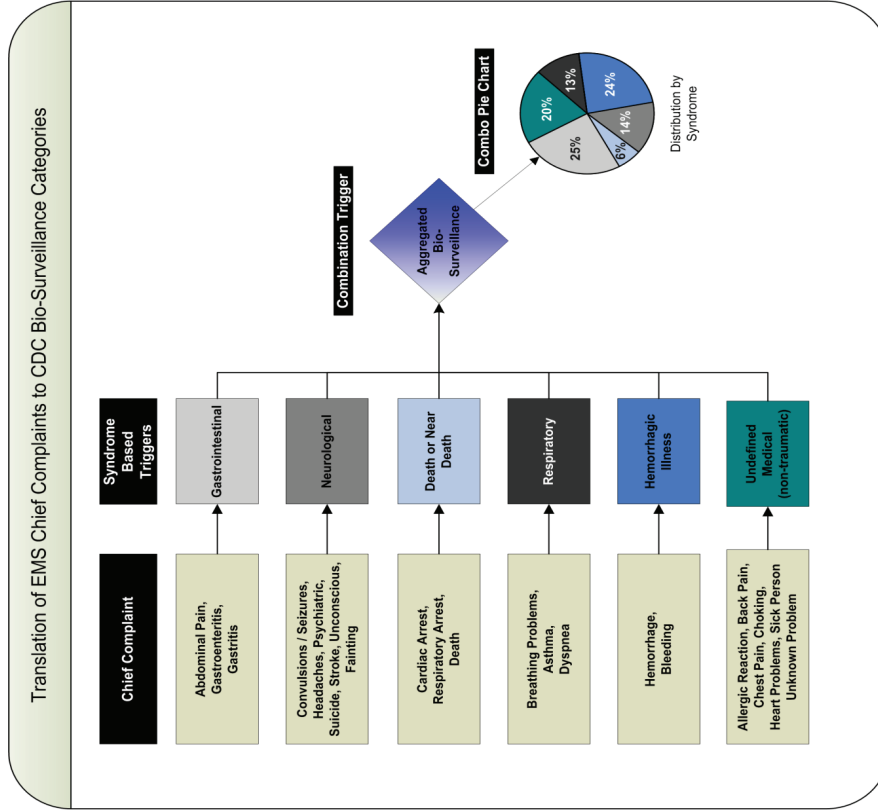 Translation of EMS Chief Complaints to CDC Bio-Surveillance Categories
Chief Complaint
Syndrome
Based
Triggers
Abdominal Pain,
Gastroenteritis,
Gastritis
Gastrointestinal
Convulsions / Seizures,
Headaches, Psychiatric,
Suicide, Stroke, Unconscious,
Fainting
Neurological
Cardiac Arrest,
Respiratory Arrest,
Death
Death or Near
Death
Breathing Problems,
Asthma,
Dyspnea
Respiratory
Hemorrhage,
Bleeding
Hemorrhagic
Illness
Allergic Reaction, Back Pain,
Chest Pain, Choking,
Heart Problems, Sick Person
Unknown Problem
Undefined
Medical
(non-traumatic)
Combination Trigger
Aggregated
Bio-
Surveillance
Combo Pie Chart
20%
13%
24%
14%
6%
25%
Distribution by
Syndrome